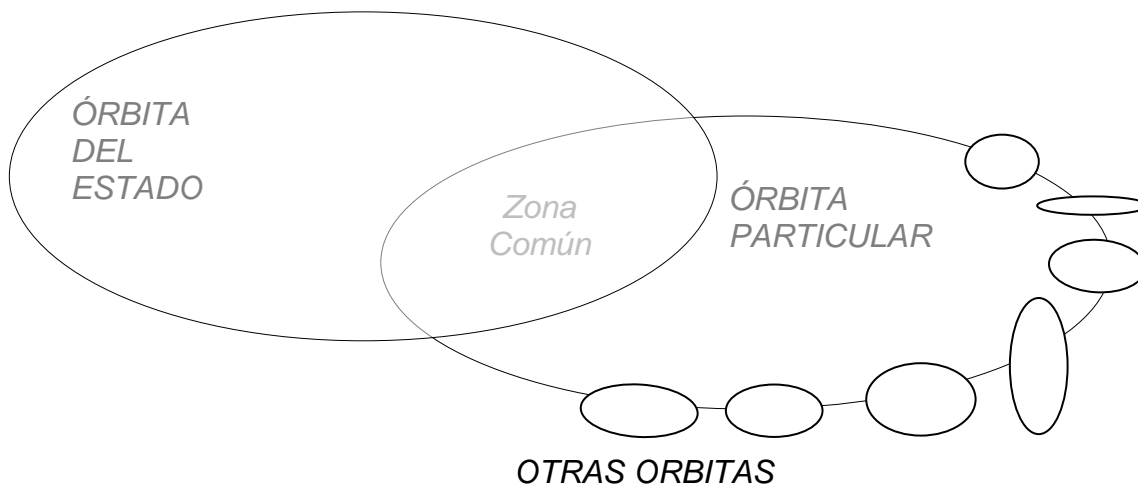 ÓRBITA
DEL
ESTADO
Zona
Común
ÓRBITA
PARTICULAR
OTRAS ORBITAS